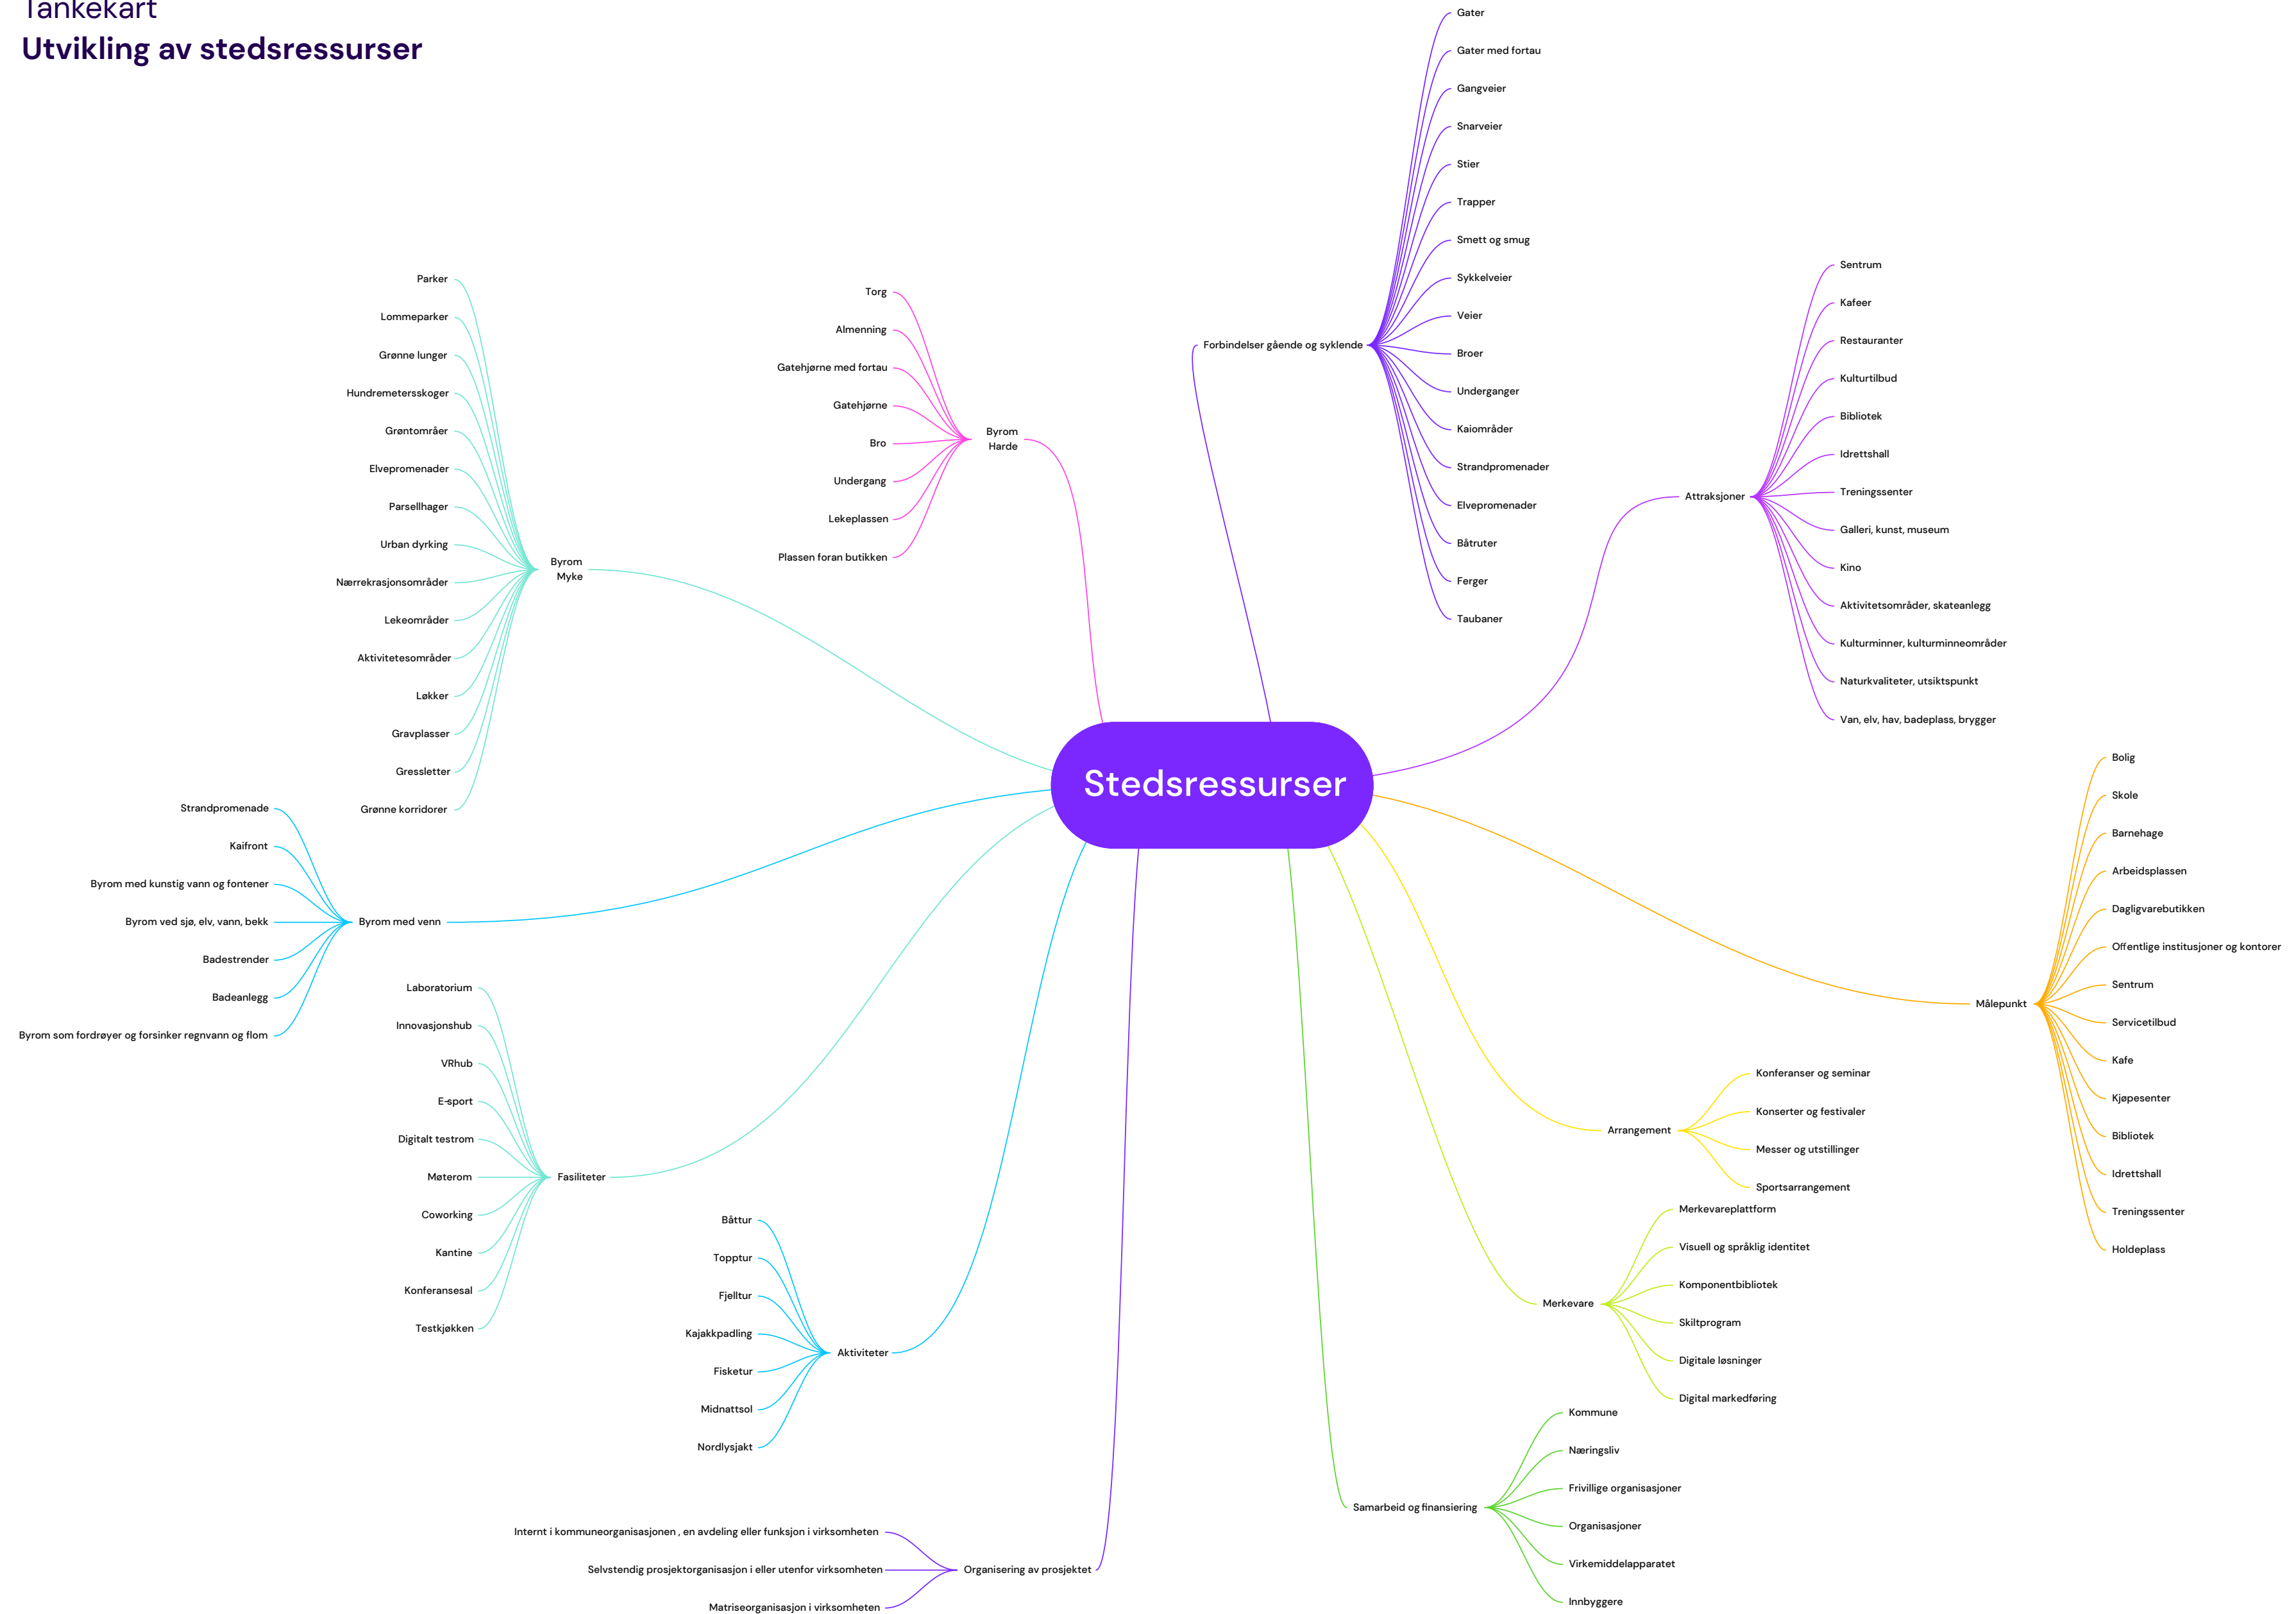 Tankekart
Utvikling av stedsressurser
Stedsressurser
Byrom
Myke
Parker
Lommeparker
Grønne lunger
Hundremetersskoger
Grøntområer
Elvepromenader
Parsellhager
Urban dyrking
Nærrekrasjonsområder
Lekeområder
Aktivitetesområder
Løkker
Gravplasser
Gressletter
Grønne korridorer
Byrom
Harde
Torg
Almenning
Gatehjørne med fortau
Gatehjørne
Bro
Undergang
Lekeplassen
Plassen foran butikken
Forbindelser gående og syklende
Gater
Gater med fortau
Gangveier
Snarveier
Stier
Trapper
Smett og smug
Sykkelveier
Veier
Broer
Underganger
Kaiområder
Strandpromenader
Elvepromenader
Båtruter
Ferger
Taubaner
Attraksjoner
Sentrum
Kafeer
Restauranter
Kulturtilbud
Bibliotek
Idrettshall
Treningssenter
Galleri, kunst, museum
Kino
Aktivitetsområder, skateanlegg
Kulturminner, kulturminneområder
Naturkvaliteter, utsiktspunkt
Van, elv, hav, badeplass, brygger
Målepunkt
Bolig
Skole
Barnehage
Arbeidsplassen
Dagligvarebutikken
Offentlige institusjoner og kontorer
Sentrum
Servicetilbud
Kafe
Kjøpesenter
Bibliotek
Idrettshall
Treningssenter
Holdeplass
Arrangement
Konferanser og seminar
Konserter og festivaler
Messer og utstillinger
Sportsarrangement
Merkevare
Merkevareplattform
Visuell og språklig identitet
Komponentbibliotek
Skiltprogram
Digitale løsninger
Digital markedføring
Samarbeid og finansiering
Kommune
Næringsliv
Frivillige organisasjoner
Organisasjoner
Virkemiddelapparatet
Innbyggere
Byrom med venn
Strandpromenade
Kaifront
Byrom med kunstig vann og fontener
Byrom ved sjø, elv, vann, bekk
Badestrender
Badeanlegg
Byrom som fordrøyer og forsinker regnvann og flom
Fasiliteter
Laboratorium
Innovasjonshub
VRhub
E-sport
Digitalt testrom
Møterom
Coworking
Kantine
Konferansesal
Testkjøkken
Aktiviteter
Båttur
Topptur
Fjelltur
Kajakkpadling
Fisketur
Midnattsol
Nordlysjakt
Organisering av prosjektet
Internt i kommuneorganisasjonen , en avdeling eller funksjon i virksomheten
Selvstendig prosjektorganisasjon i eller utenfor virksomheten
Matriseorganisasjon i virksomheten